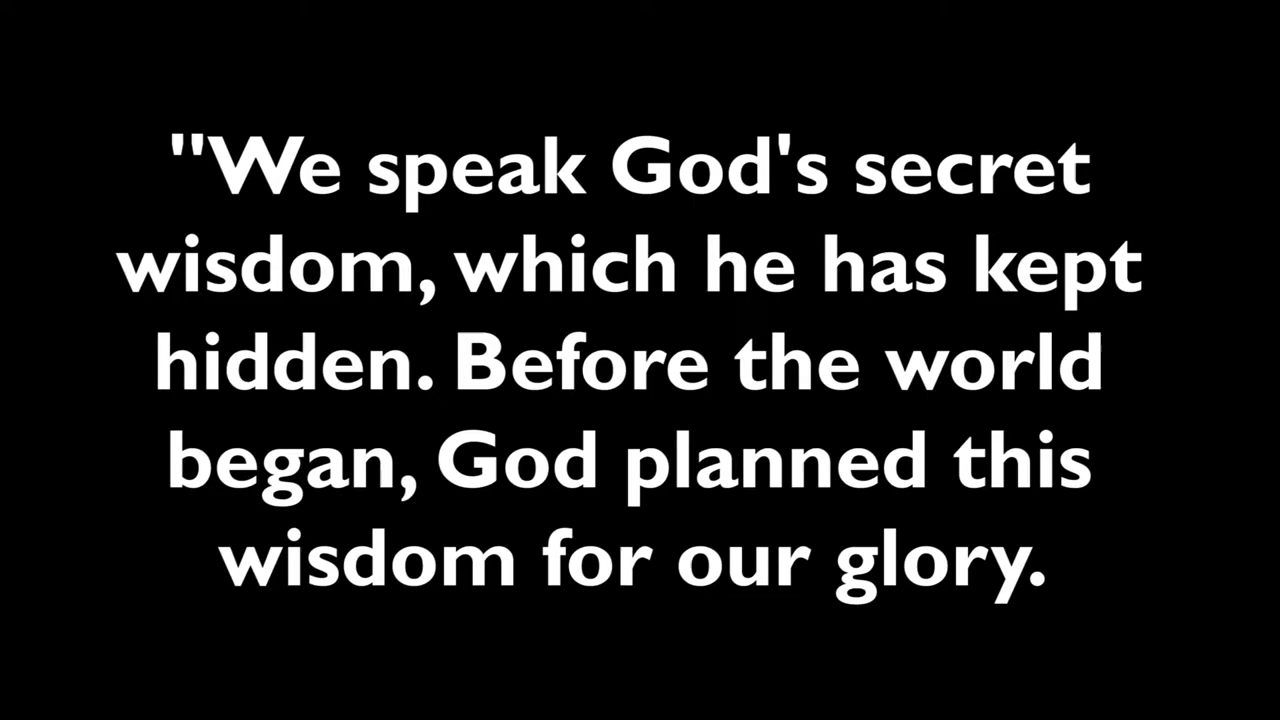 "We speak God's secret
wisdom, which he has kept
hidden. Before the world
began, God planned this
wisdom for our glory.